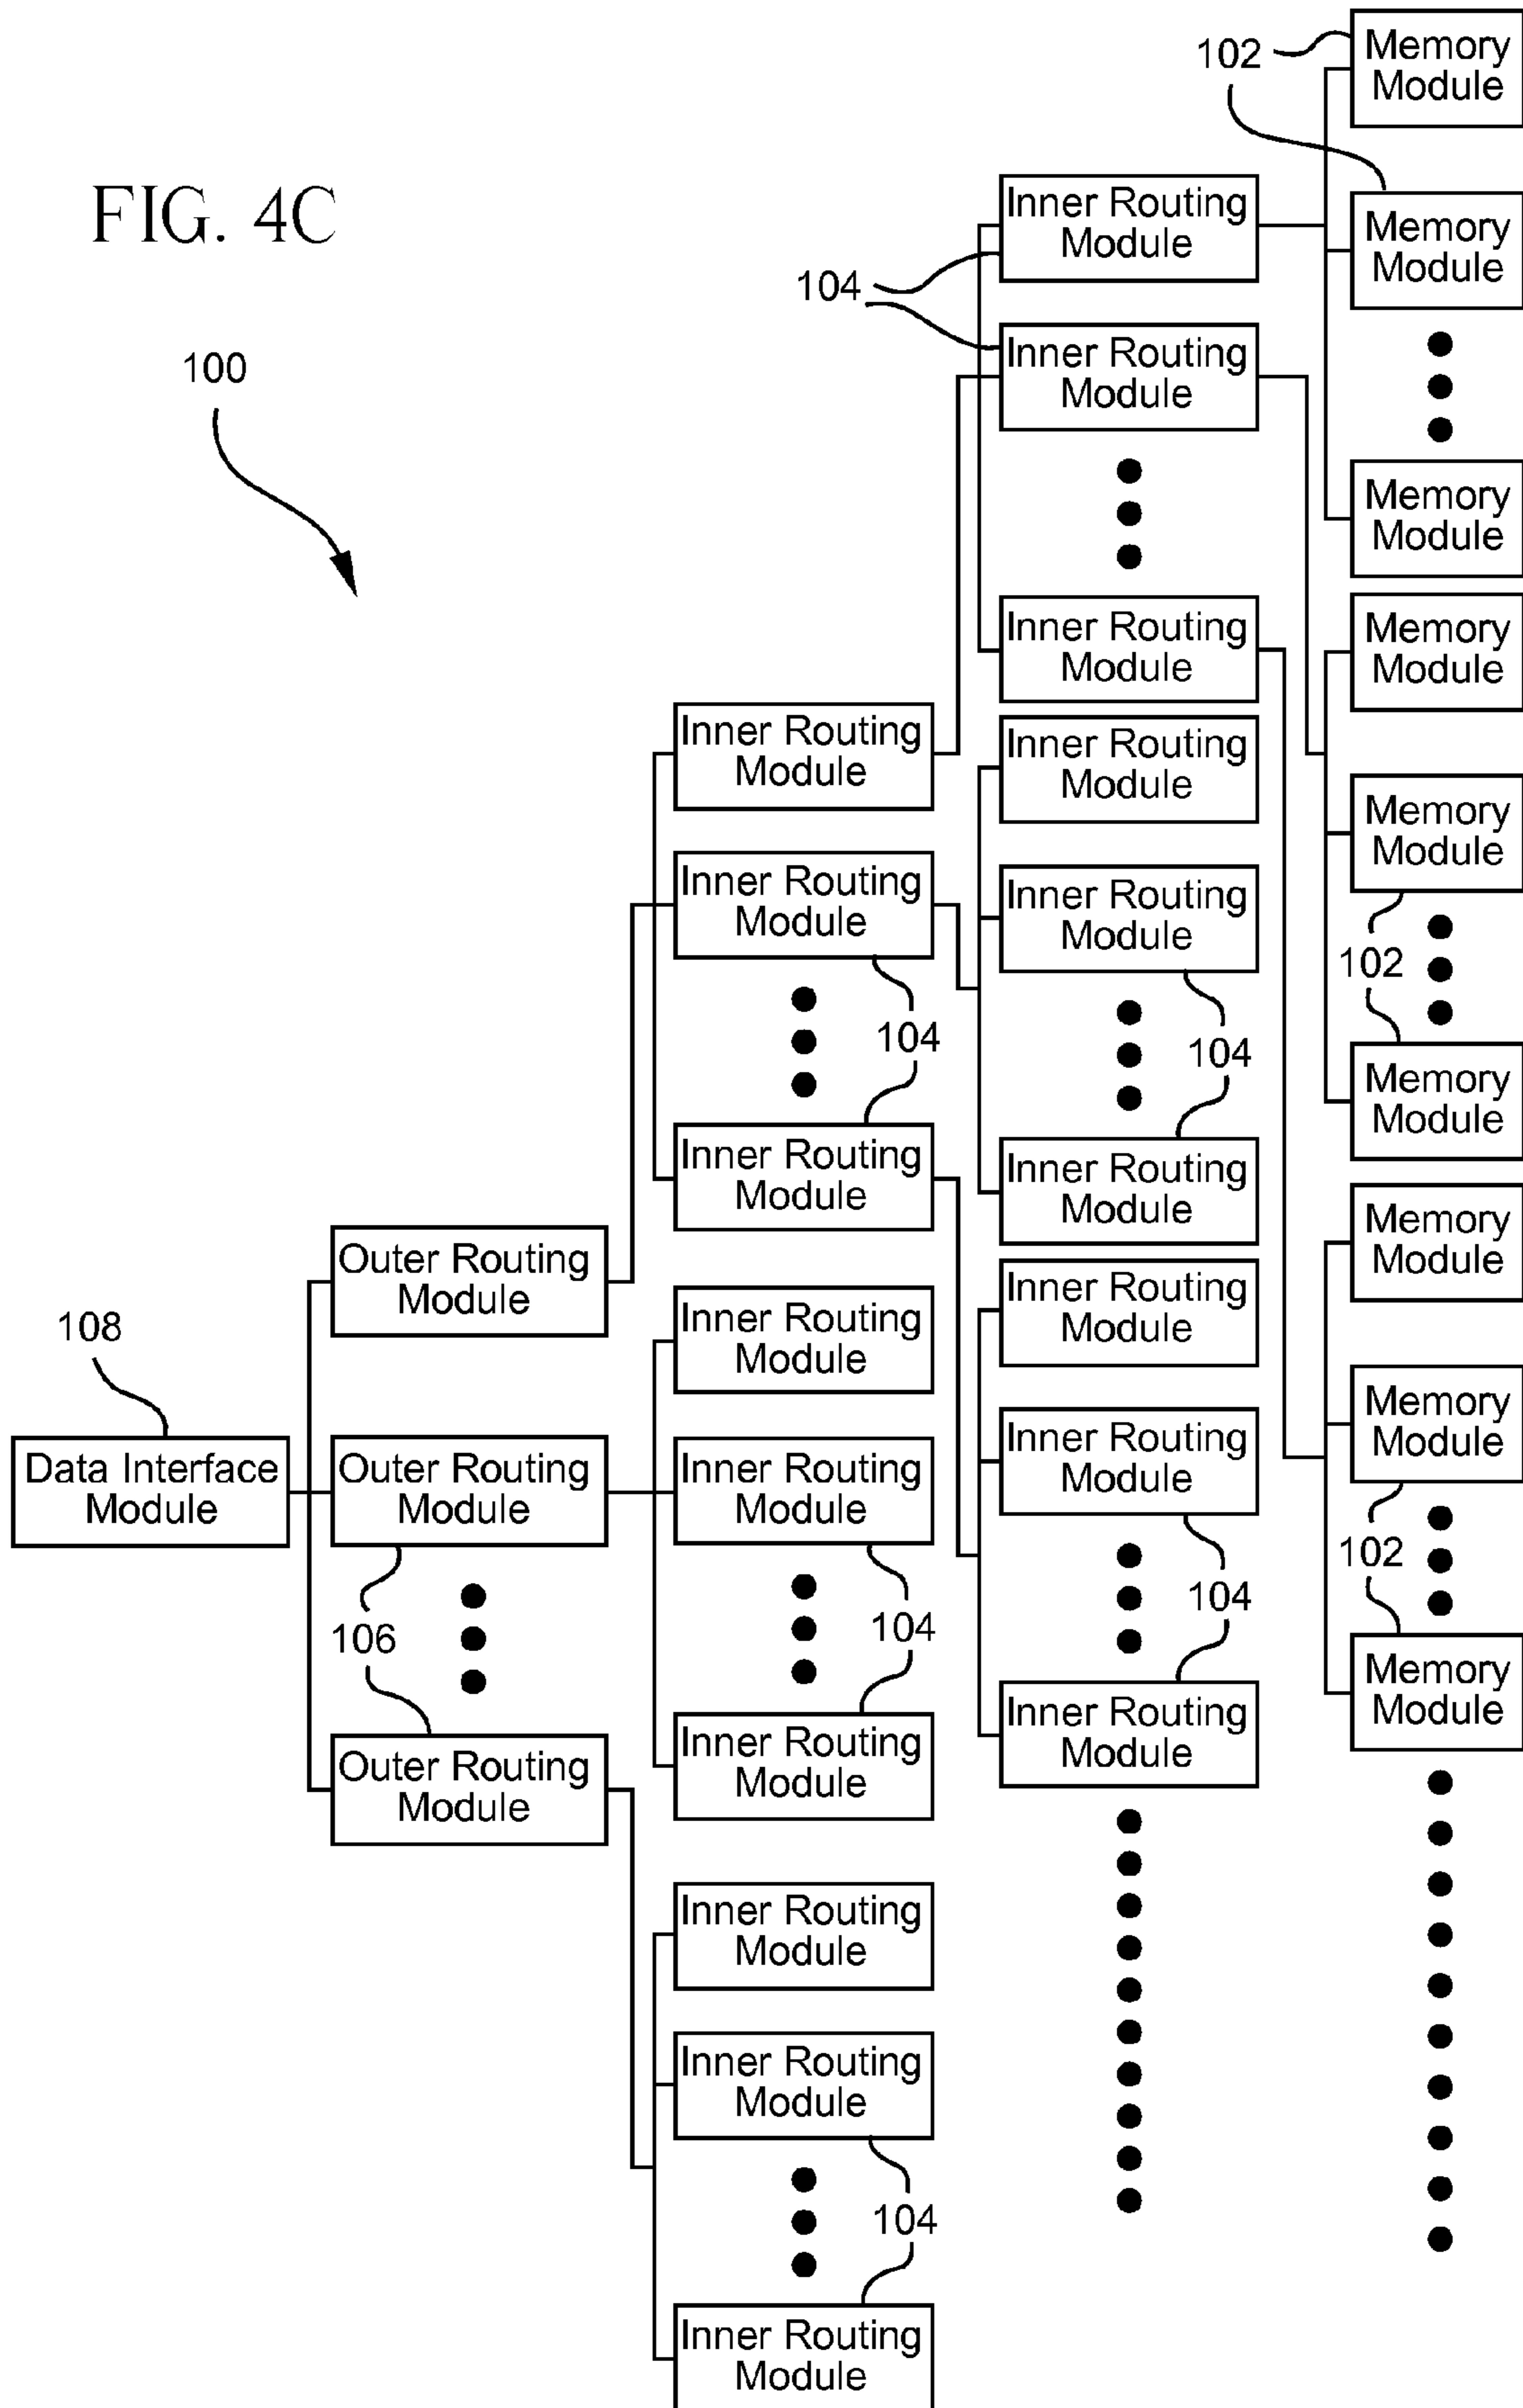 FIG. 4C
100
108
Data Interface
Module
Outer Routing
Module
Outer Routing
Module
106
Outer Routing
Module
Inner Routing
Module
Inner Routing
Module
104
Inner Routing
Module
Inner Routing
Module
Inner Routing
Module
104
Inner Routing
Module
Inner Routing
Module
Inner Routing
Module
104
Inner Routing
Module
104
Inner Routing
Module
Inner Routing
Module
Inner Routing
Module
Inner Routing
Module
Inner Routing
Module
104
Inner Routing
Module
Inner Routing
Module
Inner Routing
Module
104
Inner Routing
Module
102
Memory
Module
Memory
Module
Memory
Module
Memory
Module
Memory
Module
102
Memory
Module
Memory
Module
Memory
Module
102
Memory
Module